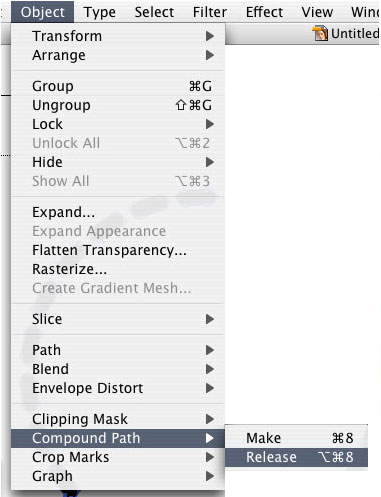 Object Type Select Filter Effect View
Untitled
Transform
Arrange
Group ⌘G
Ungroup ⇧⌘G
Lock
Unlock All ⌥⌘2
Hide
Show All ⌥⌘3
Expand...
Expand Appearance
Flatten Transparency...
Rasterize...
Create Gradient Mesh...
Slice
Path
Blend
Envelope Distort
Clipping Mask
Compound Path
Make ⌘8
Release ⌥⌘8
Crop Marks
Graph